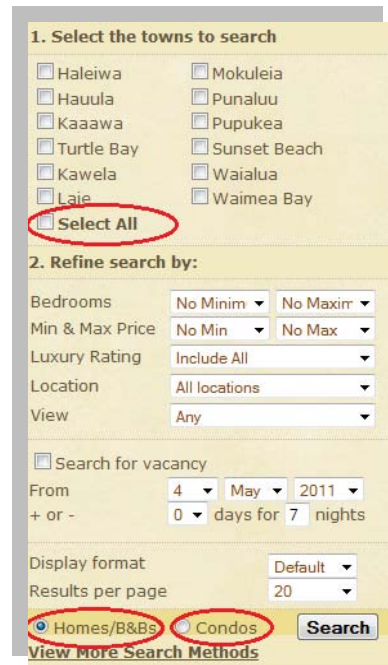 1. Select the towns to search
Haleiwa Mokuleia
Hauula Punaluu
Kaaawa Pupukea
Turtle Bay Sunset Beach
Kawela Waialua
Laie Waimea Bay
Select All
2. Refine search by:
Bedrooms No Minim No Maxim
Min & Max Price No Min No Max
Luxury Rating Include All
Location All locations
View Any
Search for vacancy
From 4 May 2011
+ or - 0 days for 7 nights
Display format Default
Results per page 20
Homes/B&Bs Condos Search
View More Search Methods